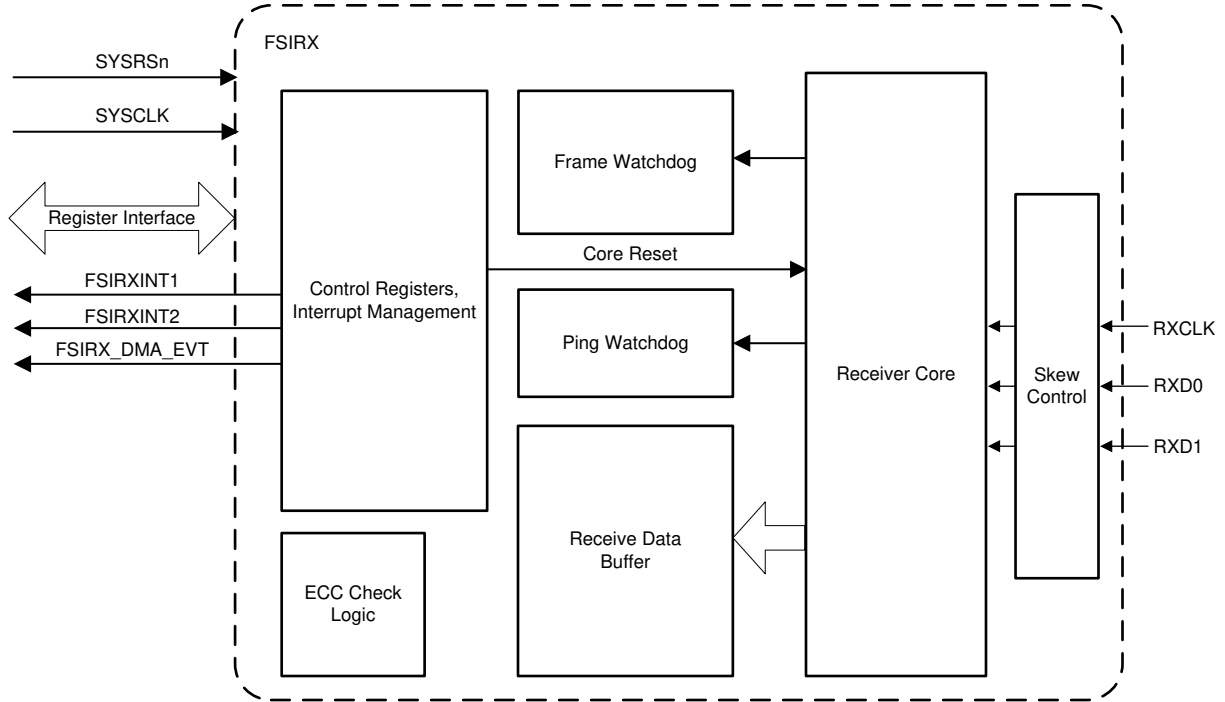 FSIRX
SYSRSn
SYSCLK
Register Interface
FSIRXINT1
FSIRXINT2
FSIRX_DMA_EVT
Control Registers,
Interrupt Management
ECC Check
Logic
Frame Watchdog
Core Reset
Ping Watchdog
Receive Data
Buffer
Receiver Core
Skew
Control
RXCLK
RXD0
RXD1